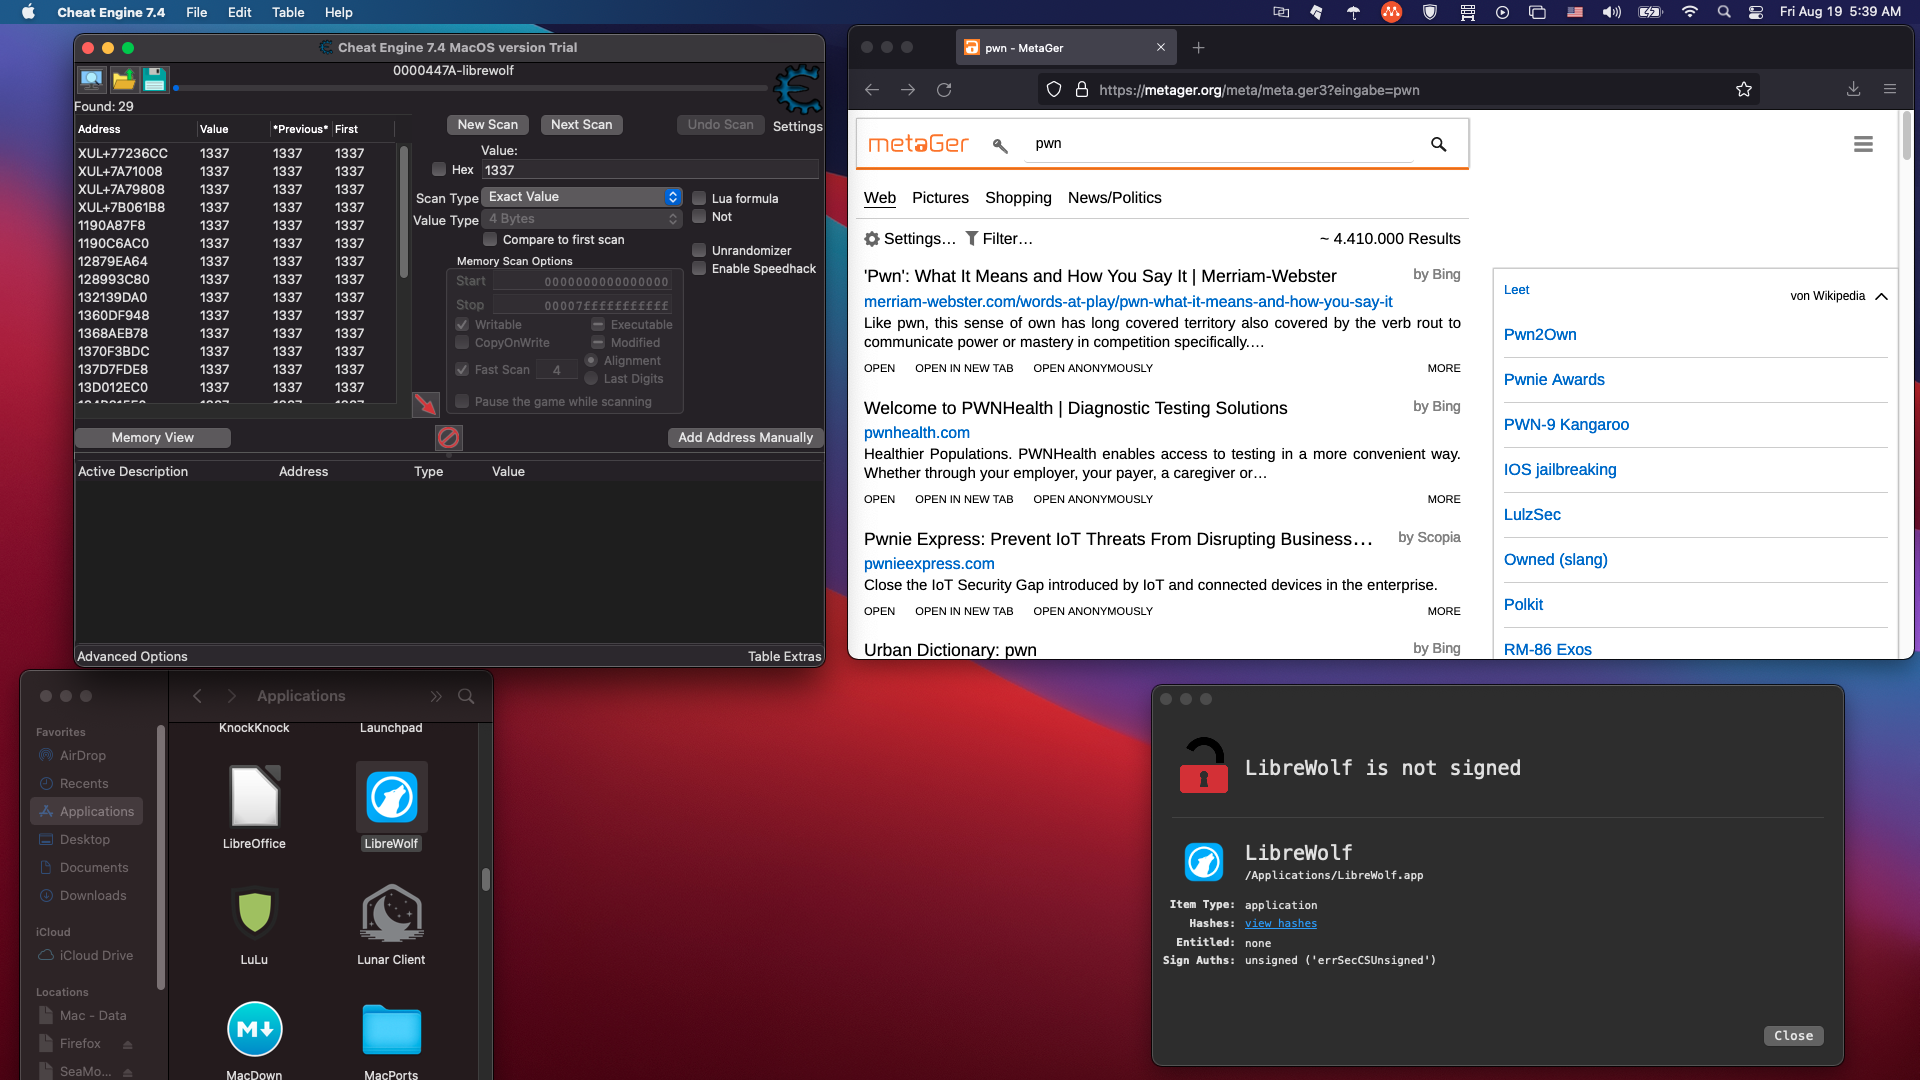 Cheat Engine 7.4 File Edit Table Help
Fri Aug 19 5:39 AM
Cheat Engine 7.4 MacOS version Trial
0000447A-librewolf
Found: 29
Settings
Address Value *Previous* First
XUL+77236CC 1337 1337 1337
XUL+7A71008 1337 1337 1337
XUL+7A79808 1337 1337 1337
XUL+7B061B8 1337 1337 1337
1190A87F8 1337 1337 1337
1190C6AC0 1337 1337 1337
12879EA64 1337 1337 1337
128993C80 1337 1337 1337
132139DA0 1337 1337 1337
1360DF948 1337 1337 1337
1368AEB78 1337 1337 1337
1370F3BDC 1337 1337 1337
137D7FDE8 1337 1337 1337
13D012EC0 1337 1337 1337
New Scan Next Scan Undo Scan
Value:
Hex 1337
Scan Type Exact Value
Value Type 4 Bytes
Compare to first scan
Lua formula
Not
Unrandomizer
Enable Speedhack
Memory Scan Options
Start 0000000000000000
Stop 00007fffffffffff
Writable Executable
CopyOnWrite Modified
Fast Scan 4 Alignment
Last Digits
Pause the game while scanning
Memory View
Add Address Manually
Active Description Address Type Value
Advanced Options Table Extras
pwn - MetaGer
https://metager.org/meta/meta.ger3?eingabe=pwn
metaGer pwn
Web Pictures Shopping News/Politics
Settings… Filter… ~ 4.410.000 Results
'Pwn': What It Means and How You Say It | Merriam-Webster by Bing
merriam-webster.com/words-at-play/pwn-what-it-means-and-how-you-say-it
Like pwn, this sense of own has long covered territory also covered by the verb rout to
communicate power or mastery in competition specifically.…
OPEN OPEN IN NEW TAB OPEN ANONYMOUSLY MORE
Welcome to PWNHealth | Diagnostic Testing Solutions by Bing
pwnhealth.com
Healthier Populations. PWNHealth enables access to testing in a more convenient way.
Whether through your employer, your payer, a caregiver or…
OPEN OPEN IN NEW TAB OPEN ANONYMOUSLY MORE
Pwnie Express: Prevent IoT Threats From Disrupting Business… by Scopia
pwnieexpress.com
Close the IoT Security Gap introduced by IoT and connected devices in the enterprise.
OPEN OPEN IN NEW TAB OPEN ANONYMOUSLY MORE
Urban Dictionary: pwn by Bing
Leet
von Wikipedia
Pwn2Own
Pwnie Awards
PWN-9 Kangaroo
IOS jailbreaking
LulzSec
Owned (slang)
Polkit
RM-86 Exos
Applications
Favorites
AirDrop
Recents
Applications
Desktop
Documents
Downloads
iCloud
iCloud Drive
Locations
Mac - Data
Firefox
SeaMo...
KnockKnock Launchpad
LibreOffice LibreWolf
LuLu Lunar Client
M
MacDown MacPorts
LibreWolf is not signed
LibreWolf
/Applications/LibreWolf.app
Item Type: application
Hashes: view hashes
Entitled: none
Sign Auths: unsigned ('errSecCSUnsigned')
Close